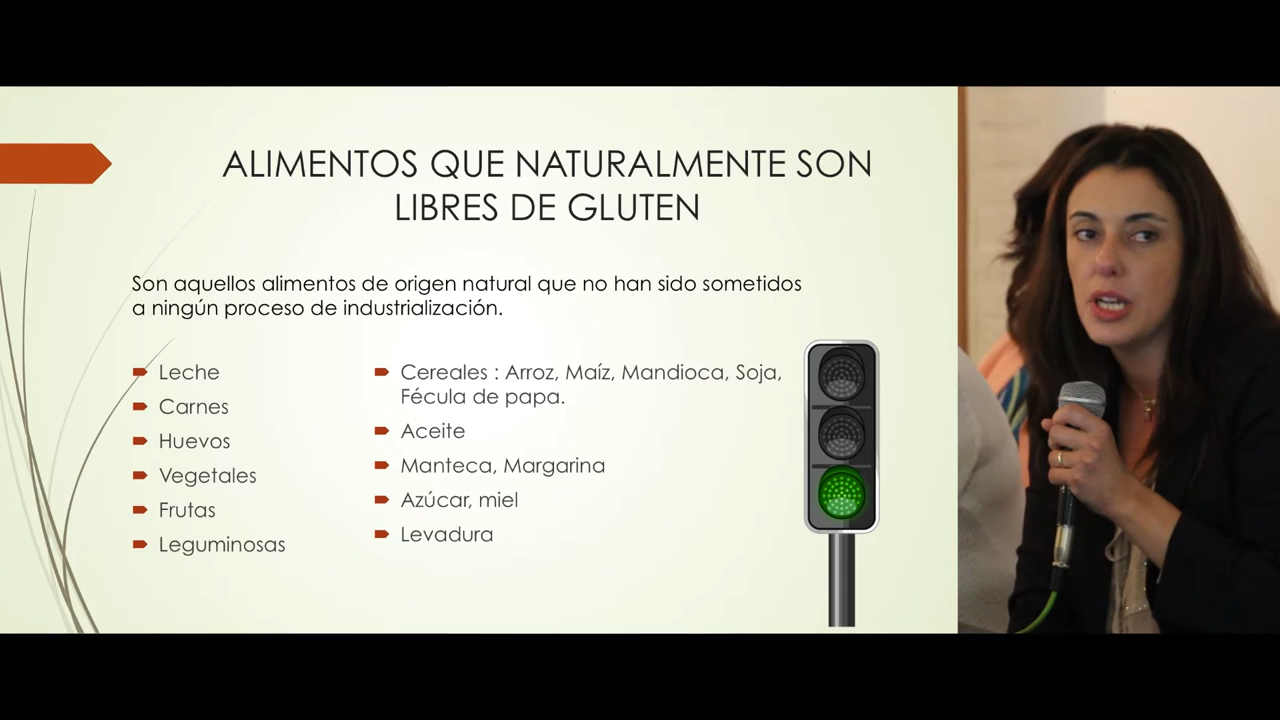 ALIMENTOS QUE NATURALMENTE SON
LIBRES DE GLUTEN
Son aquellos alimentos de origen natural que no han sido sometidos
a ningún proceso de industrialización.
Leche
Carnes
Huevos
Vegetales
Frutas
Leguminosas
Cereales : Arroz, Maíz, Mandioca, Soja,
Fécula de papa.
Aceite
Manteca, Margarina
Azúcar, miel
Levadura